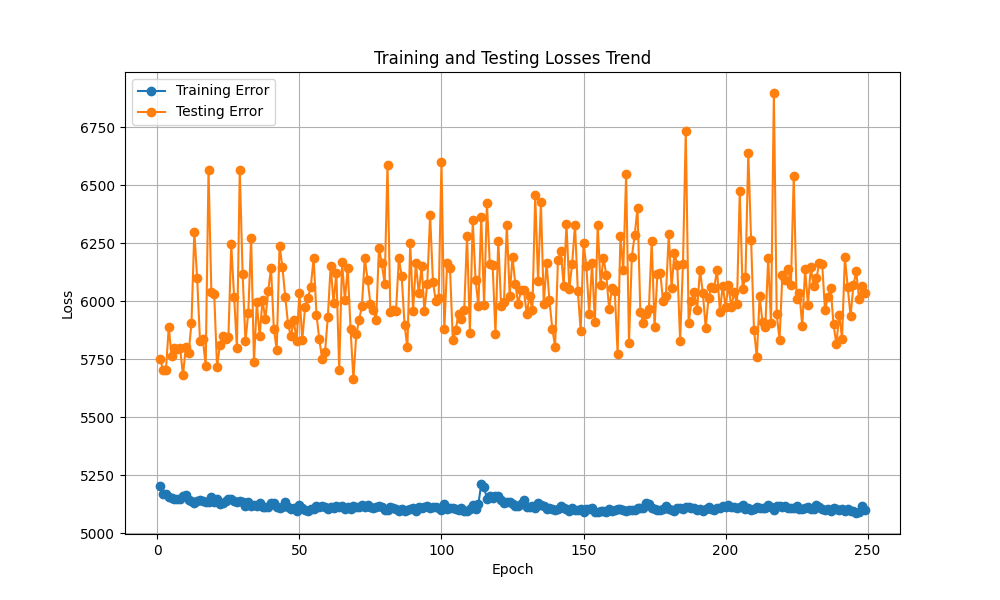 Training and Testing Losses Trend
Training Error
Testing Error
Loss
6750
6500
6250
6000
5750
5500
5250
5000
0 50 100 150 200 250
Epoch